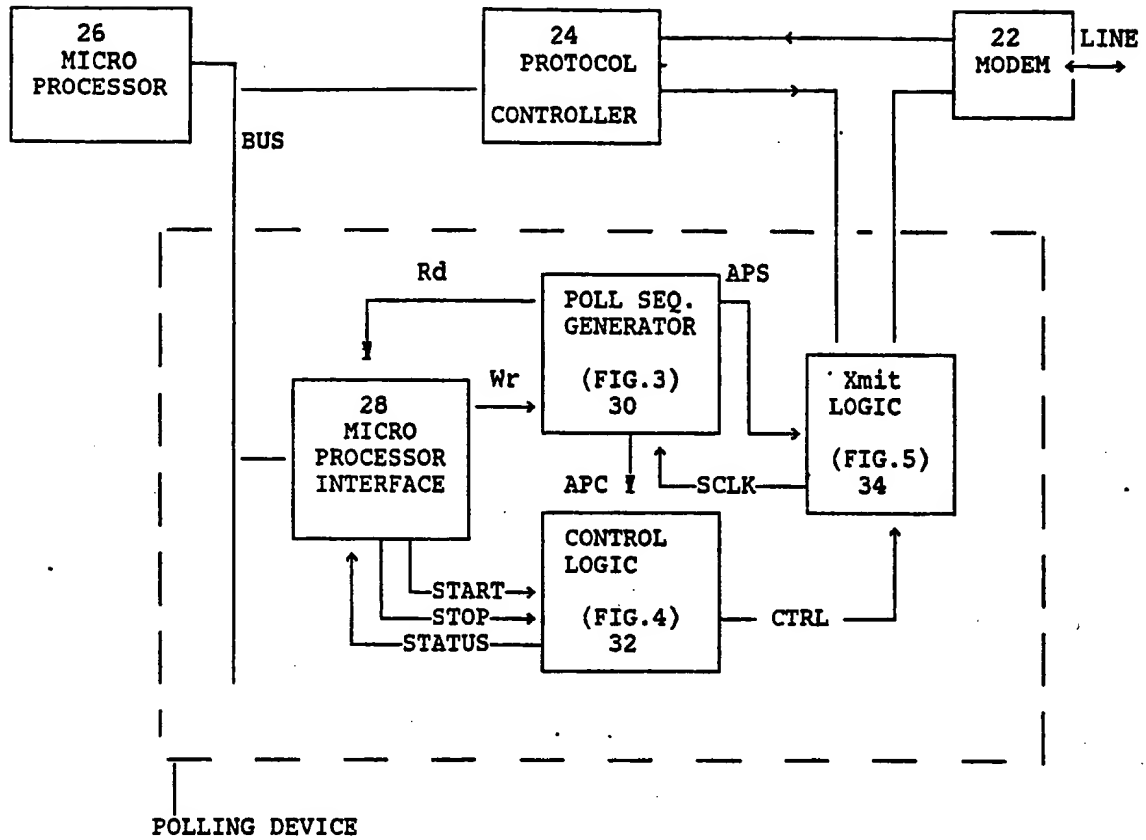 26
MICRO
PROCESSOR
24
PROTOCOL
CONTROLLER
22
MODEM
LINE
BUS
Rd
POLL SEQ.
GENERATOR
(FIG.3)
30
APS
Wr
28
MICRO
PROCESSOR
INTERFACE
Xmit
LOGIC
(FIG.5)
34
APC
SCLK
CONTROL
LOGIC
(FIG.4)
32
START
STOP
STATUS
CTRL
POLLING DEVICE